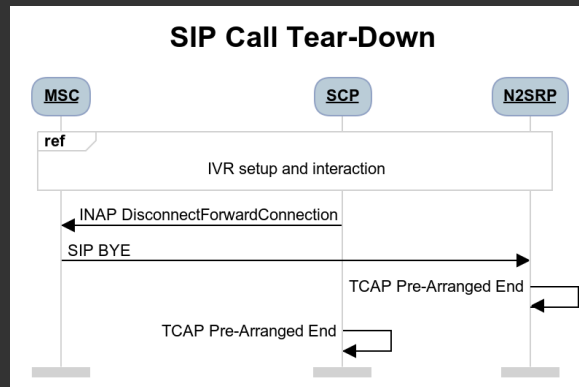 SIP Call Tear-Down
MSC
SCP
N2SRP
ref
IVR setup and interaction
INAP DisconnectForwardConnection
SIP BYE
TCAP Pre-Arranged End
TCAP Pre-Arranged End